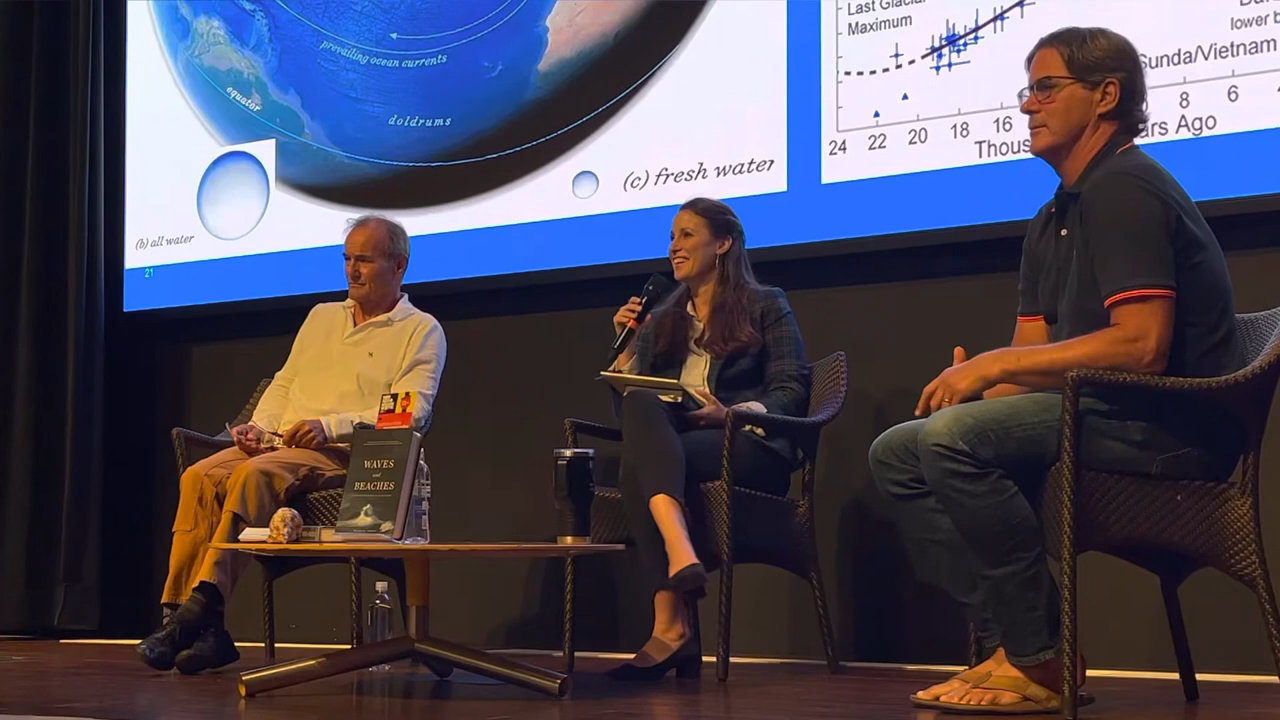 prevailing ocean currents
equator
doldrums
(c) fresh water
(b) all water
21
Last Glacial
Maximum
lower b
Sunda/Vietnam
24 22 20 18 16 8 6
Thous ars Ago
WAVES
and
BEACHES